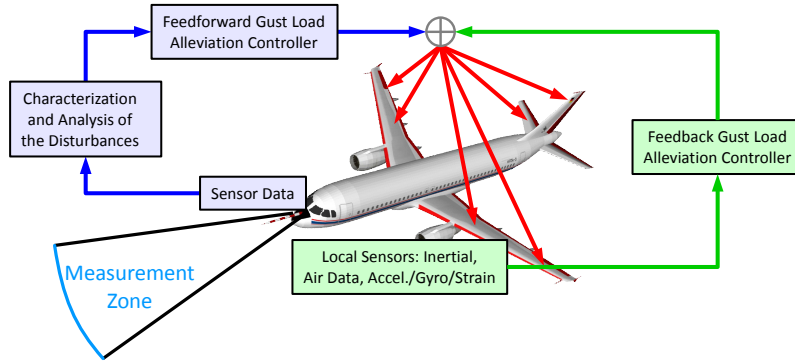 Feedforward Gust Load
Alleviation Controller
Characterization
and Analysis of
the Disturbances
Sensor Data
Measurement
Zone
Local Sensors: Inertial,
Air Data, Accel./Gyro/Strain
Feedback Gust Load
Alleviation Controller